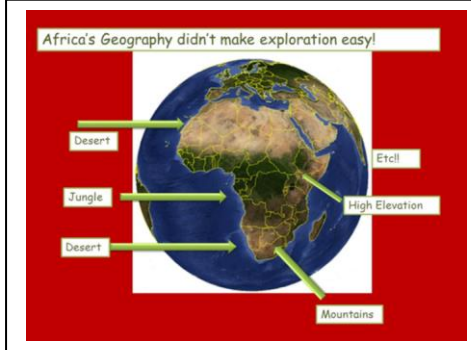 Africa's Geography didn't make exploration easy!
Desert
Etc!!
Jungle
High Elevation
Desert
Mountains